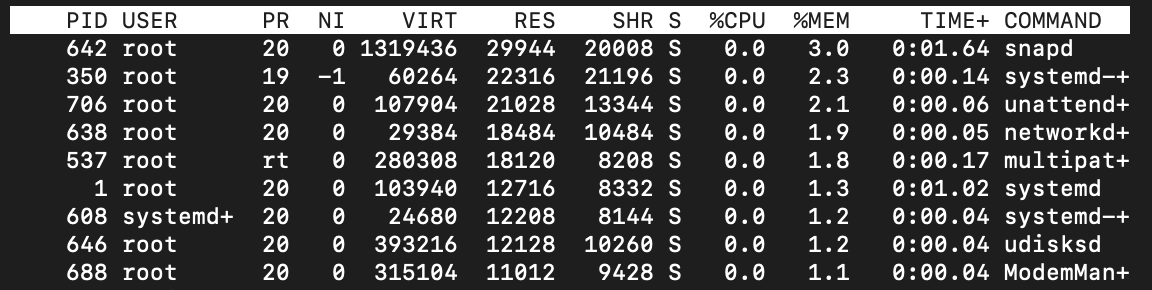 PID USER PR NI VIRT RES SHR S %CPU %MEM TIME+ COMMAND
642 root 20 0 1319436 29944 20008 S 0.0 3.0 0:01.64 snapd
350 root 19 -1 60264 22316 21196 S 0.0 2.3 0:00.14 systemd-+
706 root 20 0 107904 21028 13344 S 0.0 2.1 0:00.06 unattend+
638 root 20 0 29384 18484 10484 S 0.0 1.9 0:00.05 networkd+
537 root rt 0 280308 18120 8208 S 0.0 1.8 0:00.17 multipat+
1 root 20 0 103940 12716 8332 S 0.0 1.3 0:01.02 systemd
608 systemd+ 20 0 24680 12208 8144 S 0.0 1.2 0:00.04 systemd-+
646 root 20 0 393216 12128 10260 S 0.0 1.2 0:00.04 udisksd
688 root 20 0 315104 11012 9428 S 0.0 1.1 0:00.04 ModemMan+